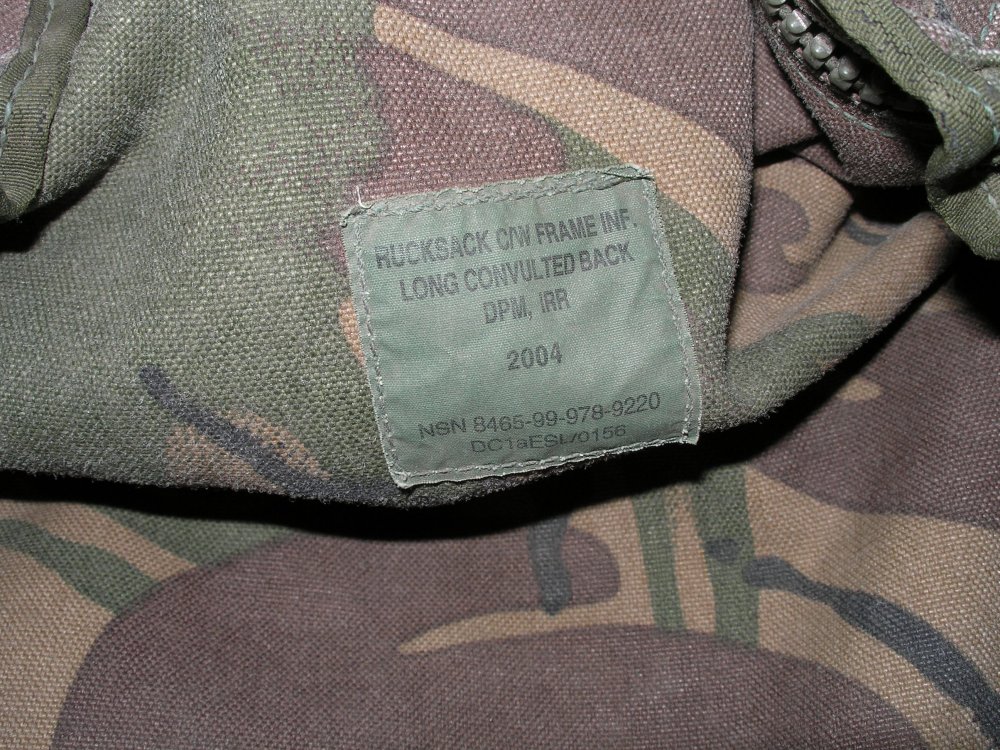 RUCKSACK C/W FRAME INF.
LONG CONVULTED BACK
DPM, IRR
2004
NSN 8465-99-978-9220
DC1aESL/0156